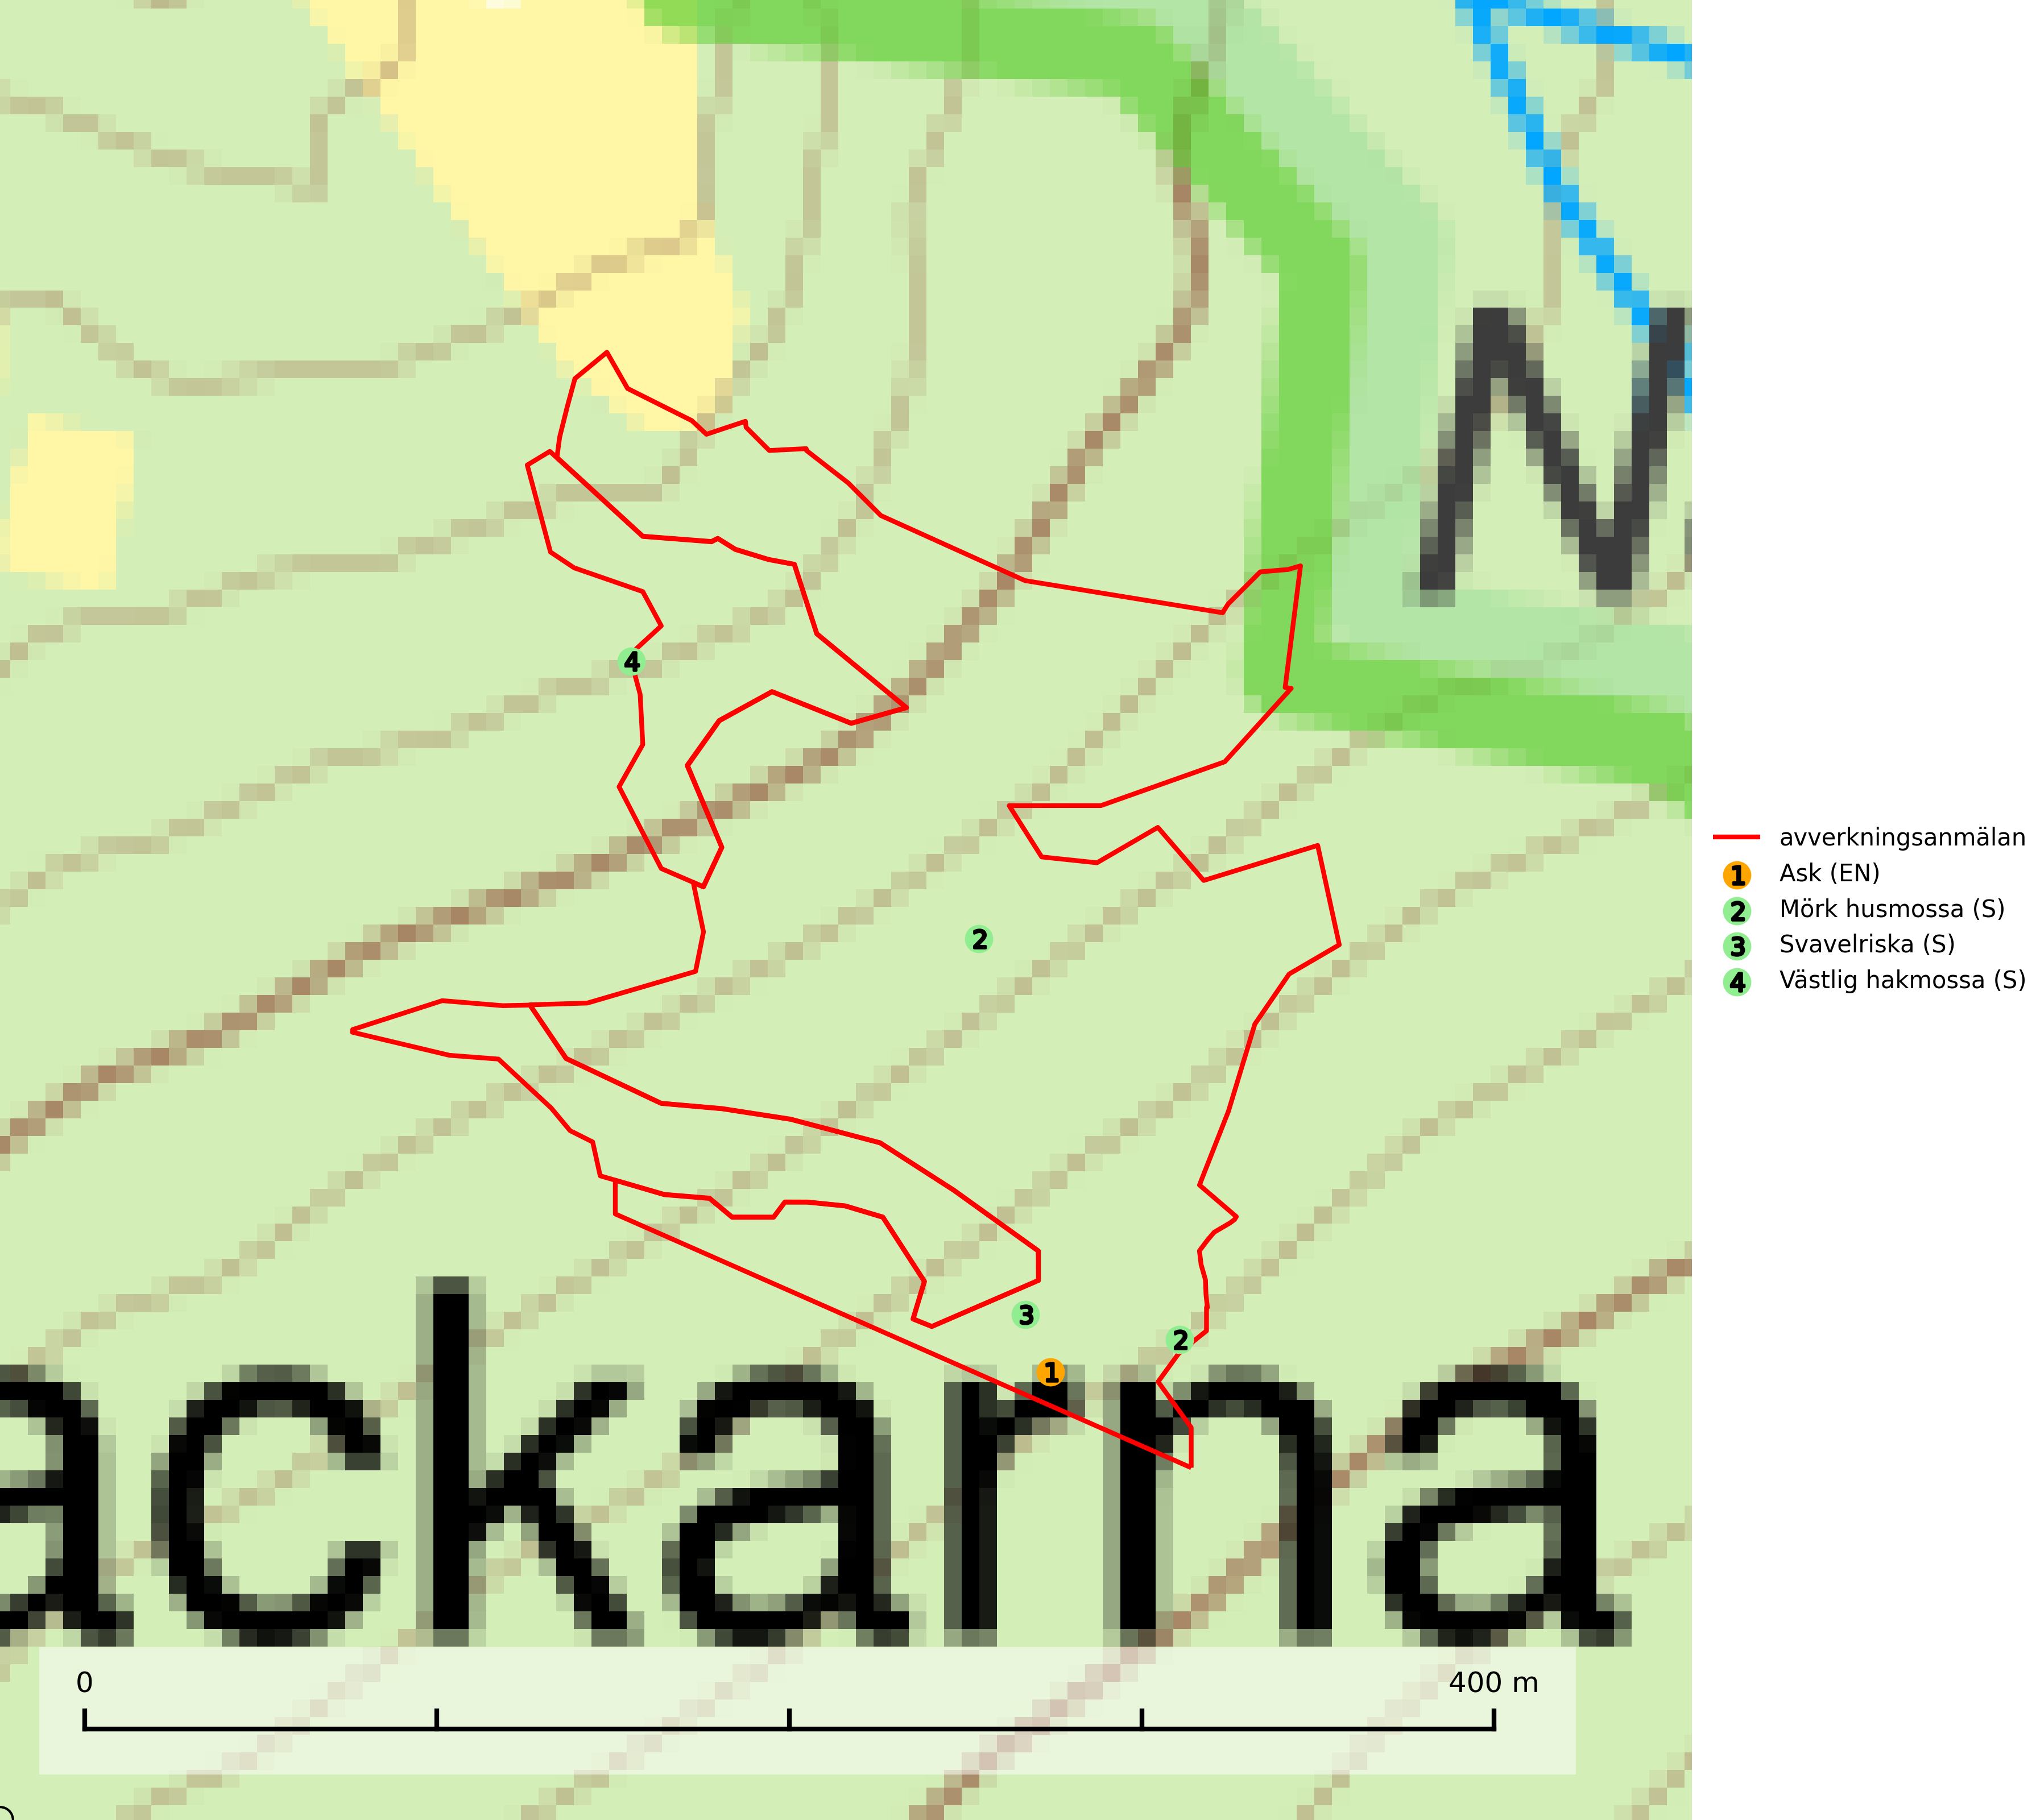 N
4
2
3
2
1
ackarna
0 400 m
avverkningsanmälan
1 Ask (EN)
2 Mörk husmossa (S)
3 Svavelriska (S)
4 Västlig hakmossa (S)